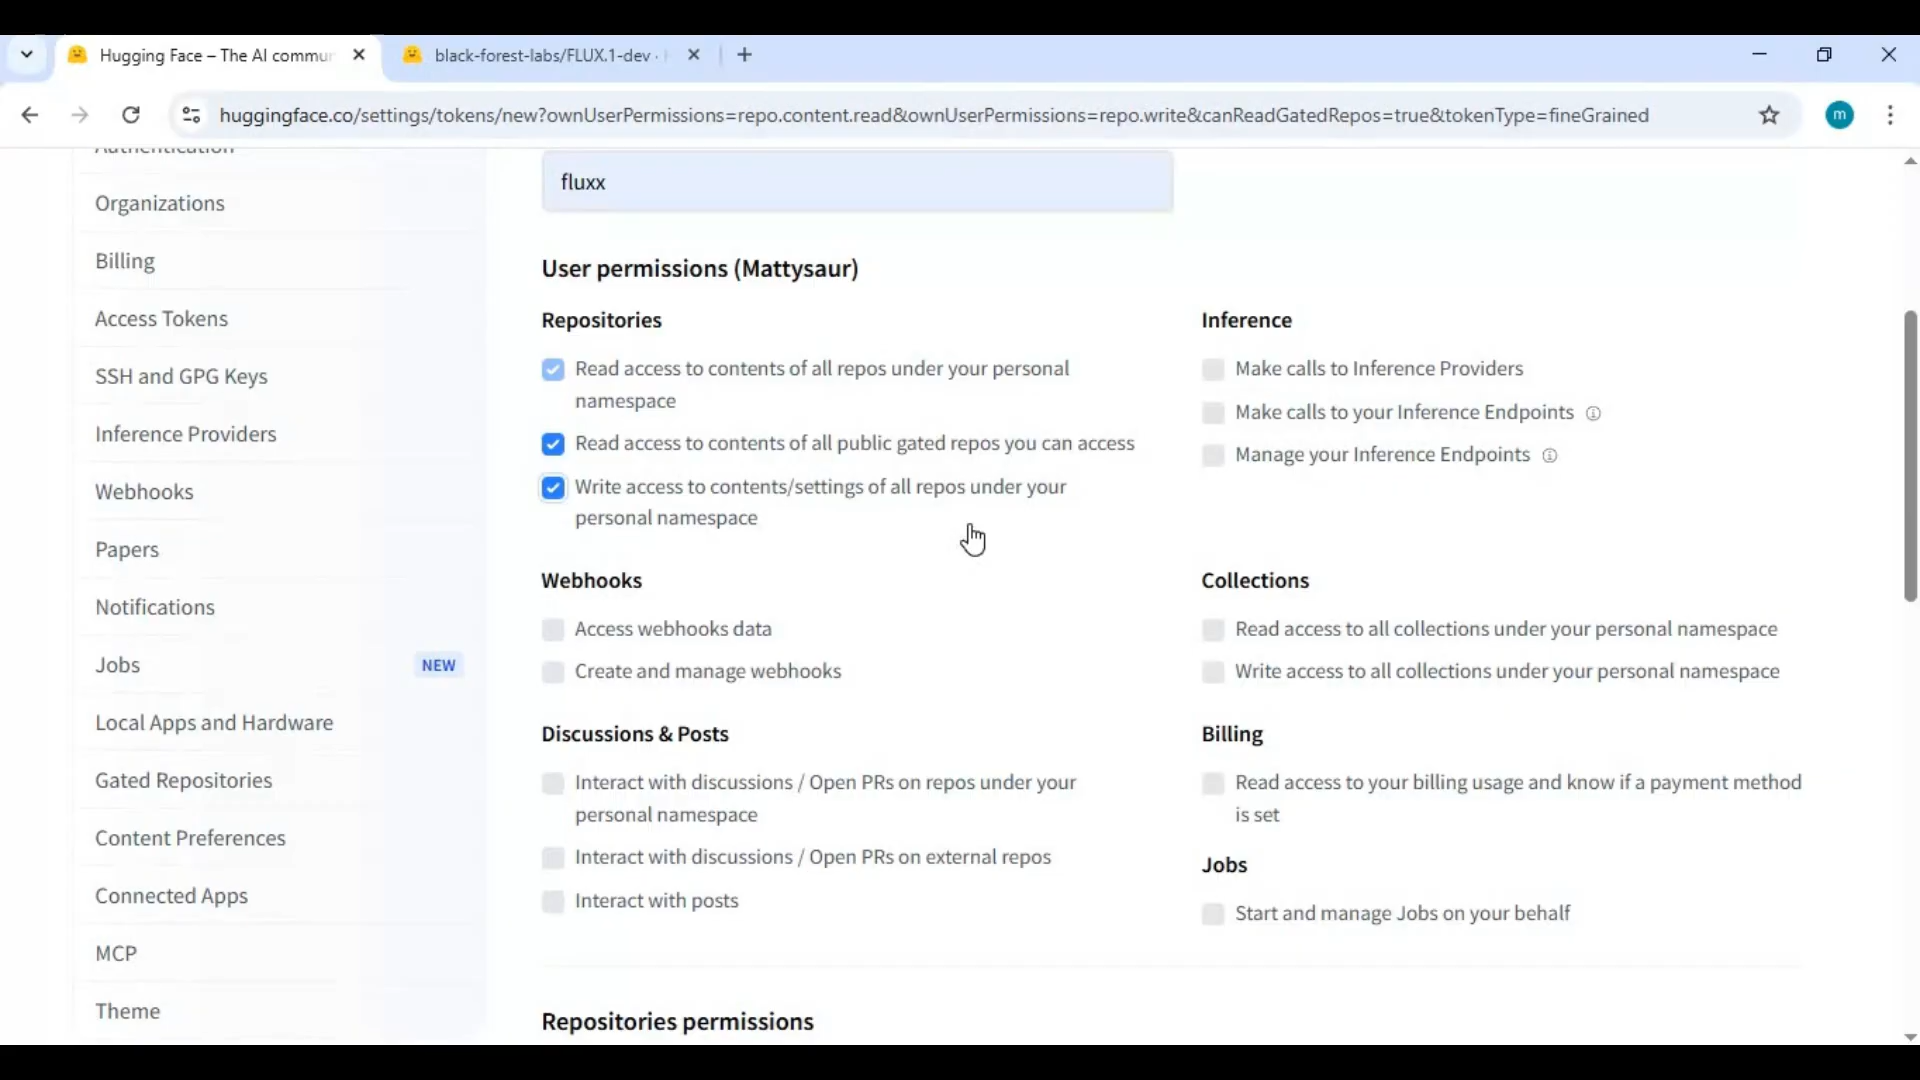 Hugging Face – The AI commun
black-forest-labs/FLUX.1-dev ·
huggingface.co/settings/tokens/new?ownUserPermissions=repo.content.read&ownUserPermissions=repo.write&canReadGatedRepos=true&tokenType=fineGrained
m
Authentication
Organizations
Billing
Access Tokens
SSH and GPG Keys
Inference Providers
Webhooks
Papers
Notifications
Jobs
NEW
Local Apps and Hardware
Gated Repositories
Content Preferences
Connected Apps
MCP
Theme
fluxx
User permissions (Mattysaur)
Repositories
Read access to contents of all repos under your personal
namespace
Read access to contents of all public gated repos you can access
Write access to contents/settings of all repos under your
personal namespace
Inference
Make calls to Inference Providers
Make calls to your Inference Endpoints
Manage your Inference Endpoints
Webhooks
Access webhooks data
Create and manage webhooks
Collections
Read access to all collections under your personal namespace
Write access to all collections under your personal namespace
Discussions & Posts
Interact with discussions / Open PRs on repos under your
personal namespace
Interact with discussions / Open PRs on external repos
Interact with posts
Billing
Read access to your billing usage and know if a payment method
is set
Jobs
Start and manage Jobs on your behalf
Repositories permissions